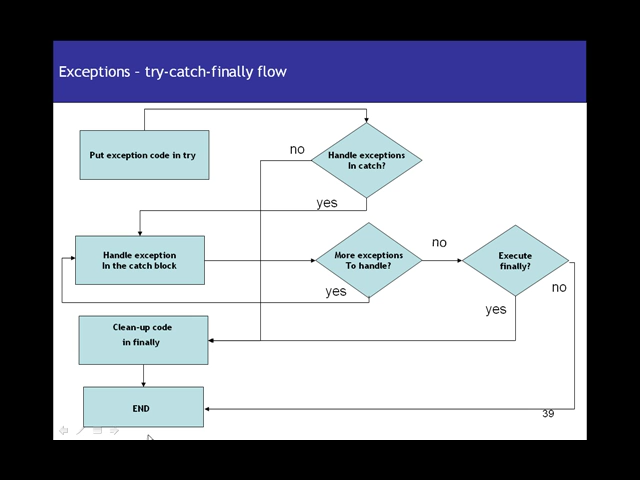 Exceptions – try-catch-finally flow
Put exception code in try
no
Handle exceptions
In catch?
yes
Handle exception
In the catch block
More exceptions
To handle?
no
Execute
finally?
yes
no
yes
Clean-up code
in finally
END
39